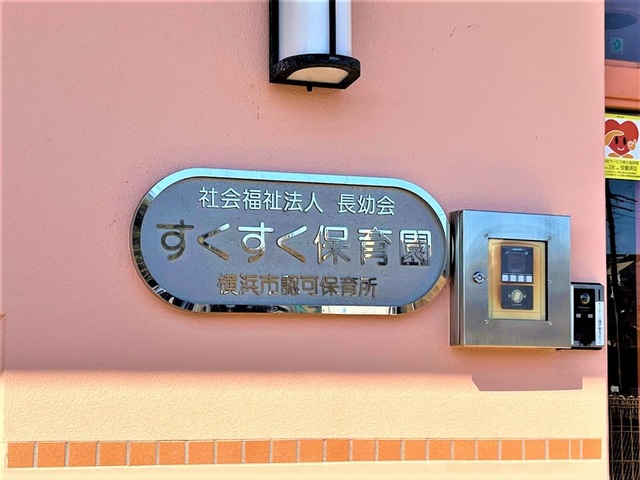 社会福祉法人 長幼会
すくすく保育園
横浜市認可保育所